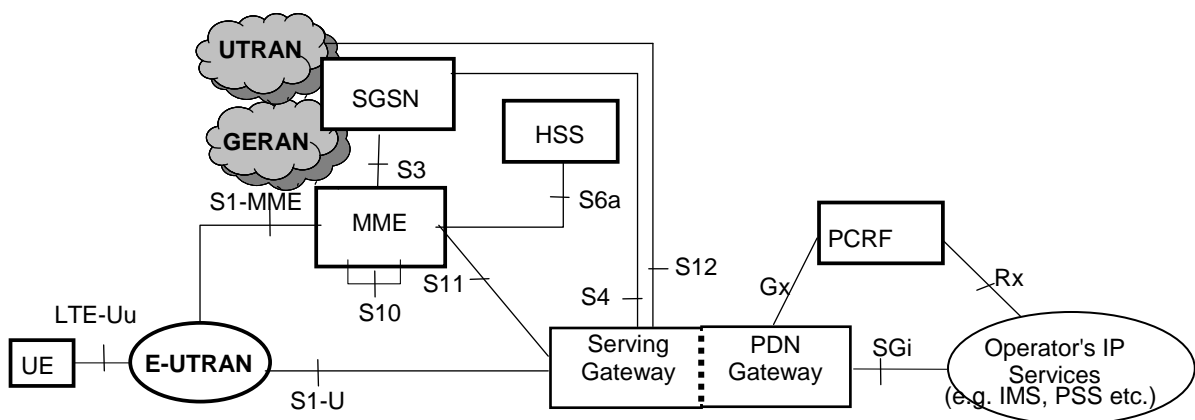 UTRAN
SGSN
GERAN
HSS
S3
S1-MME
S6a
MME
PCRF
S12
S11
Rx
Gx
S4
S10
LTE-Uu
UE
E-UTRAN
Serving
Gateway
PDN
Gateway
SGi
Operator's IP
Services
(e.g. IMS, PSS etc.)
S1-U